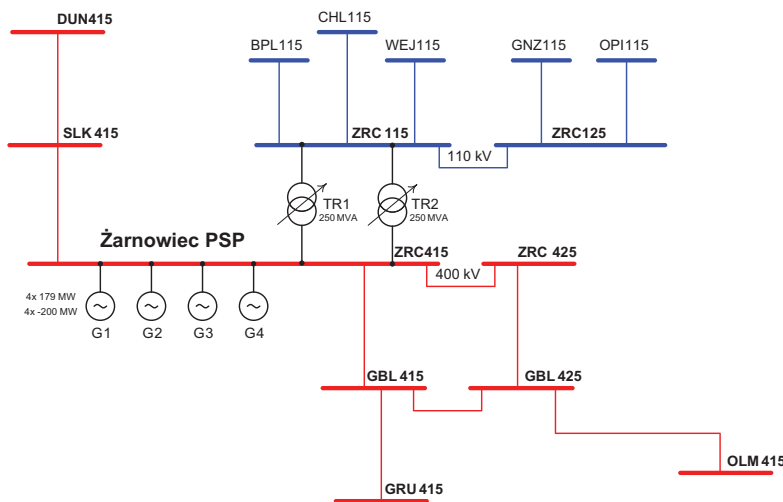 DUN415
CHL115
BPL115
WEJ115
GNZ115
OPI115
SLK 415
ZRC 115
ZRC125
110 kV
TR1
250 MVA
TR2
250 MVA
Żarnowiec PSP
ZRC415
ZRC 425
400 kV
4x 179 MW
4x -200 MW
G1
G2
G3
G4
GBL 415
GBL 425
OLM 415
GRU 415